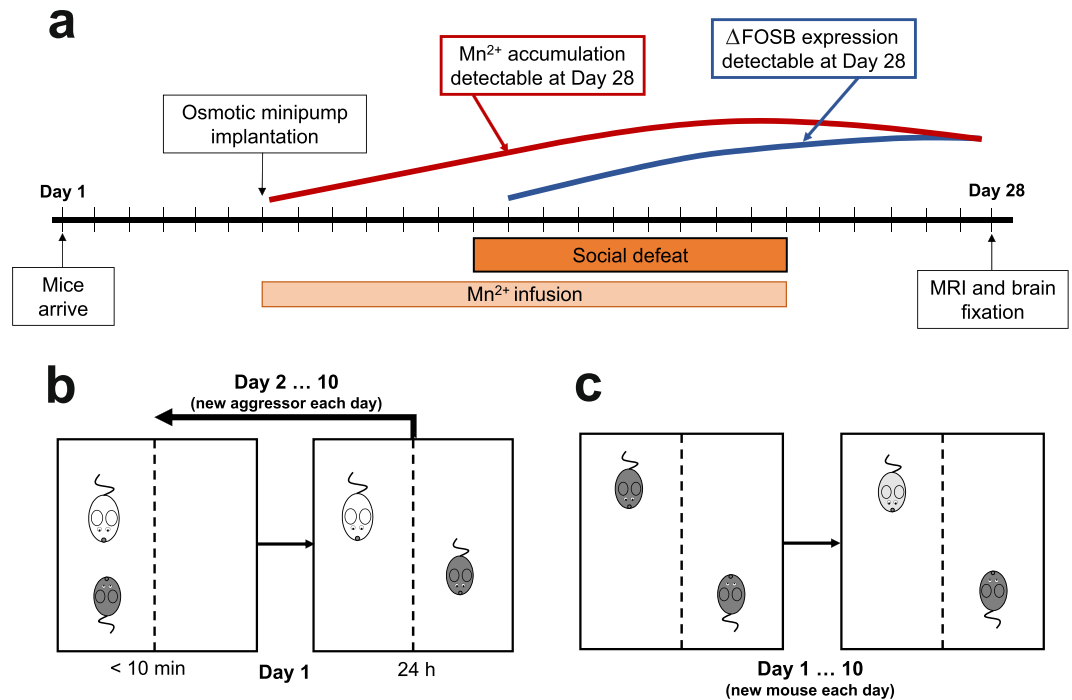 a
Mn²⁺ accumulation
detectable at Day 28
ΔFOSB expression
detectable at Day 28
Osmotic minipump
implantation
Day 1
Day 28
Social defeat
Mn²⁺ infusion
Mice
arrive
MRI and brain
fixation
b
Day 2 ... 10
(new aggressor each day)
< 10 min
Day 1
24 h
c
Day 1 ... 10
(new mouse each day)